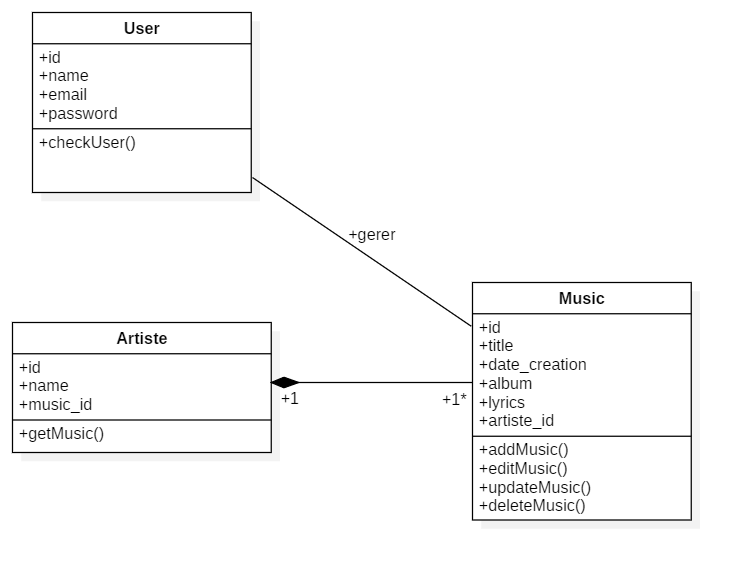 User
+id
+name
+email
+password
+checkUser()
+gerer
Artiste
+id
+name
+music_id
+getMusic()
+1
+1*
Music
+id
+title
+date_creation
+album
+lyrics
+artiste_id
+addMusic()
+editMusic()
+updateMusic()
+deleteMusic()